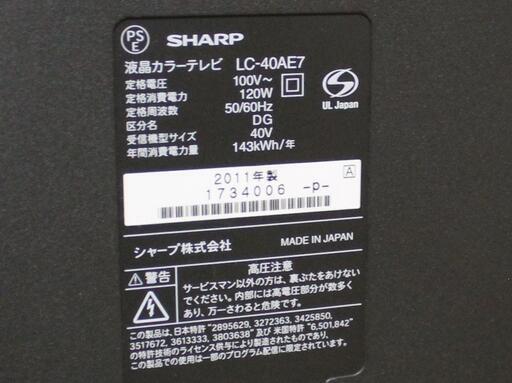 PS
E
SHARP
液晶カラーテレビ LC-40AE7
定格電圧 100V～
定格消費電力 120W
定格周波数 50/60Hz
区分名 DG
受信機型サイズ 40V
年間消費電力量 143kWh/年
UL Japan
2011年製
A
1734006 -P-
シャープ株式会社 MADE IN JAPAN
警告 高圧注意
サービスマン以外の方は、裏ぶたをあけない
でください。内部には高電圧部分が数多く
あり、万一さわると危険です。
この製品は、日本特許 "2895629, 3272363, 3425850,
3517672, 3613333, 3803638" 及び 米国特許 "6,501,842"
の特許技術のライセンス供与により製造されました。
この製品では使用目的の一部のプログラム配信に限られています。